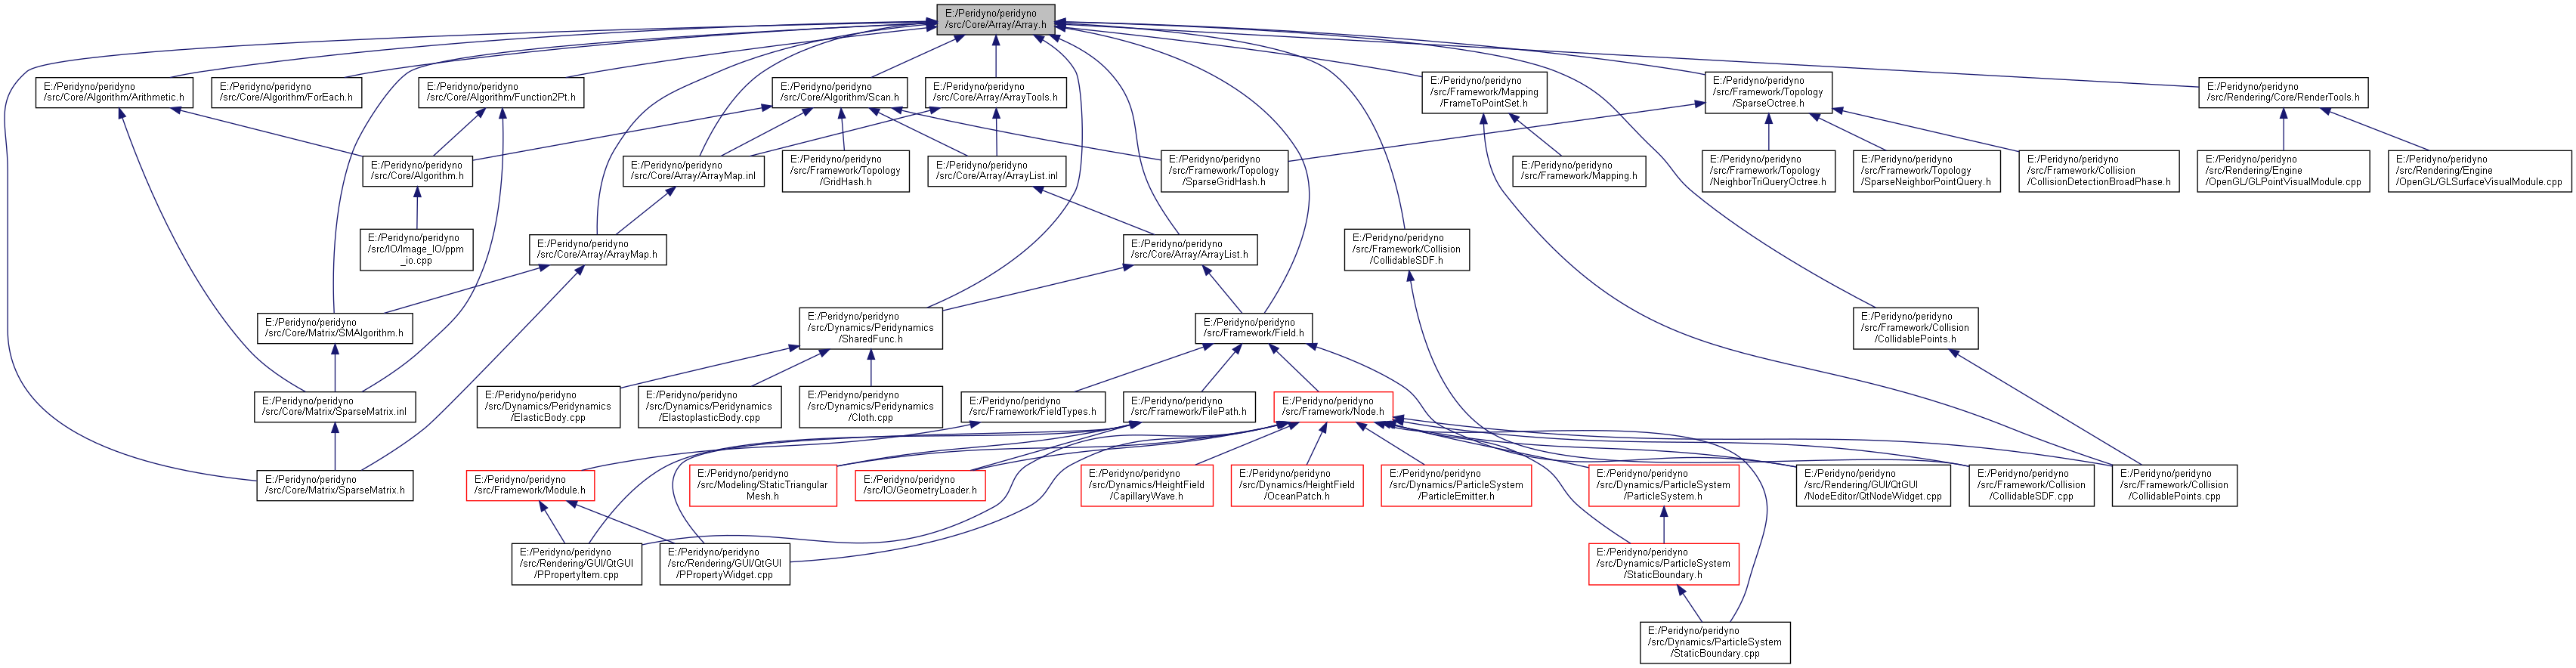 E:/Peridyno/peridyno
/src/Core/Array/Array.h
E:/Peridyno/peridyno
/src/Core/Algorithm/Arithmetic.h
E:/Peridyno/peridyno
/src/Core/Algorithm/ForEach.h
E:/Peridyno/peridyno
/src/Core/Algorithm/Function2Pt.h
E:/Peridyno/peridyno
/src/Core/Algorithm/Scan.h
E:/Peridyno/peridyno
/src/Core/Array/ArrayTools.h
E:/Peridyno/peridyno
/src/Framework/Mapping
/FrameToPointSet.h
E:/Peridyno/peridyno
/src/Framework/Topology
/SparseOctree.h
E:/Peridyno/peridyno
/src/Rendering/Core/RenderTools.h
E:/Peridyno/peridyno
/src/Core/Algorithm.h
E:/Peridyno/peridyno
/src/Core/Array/ArrayMap.inl
E:/Peridyno/peridyno
/src/Framework/Topology
/GridHash.h
E:/Peridyno/peridyno
/src/Core/Array/ArrayList.inl
E:/Peridyno/peridyno
/src/Framework/Topology
/SparseGridHash.h
E:/Peridyno/peridyno
/src/Framework/Mapping.h
E:/Peridyno/peridyno
/src/Framework/Topology
/NeighborTriQueryOctree.h
E:/Peridyno/peridyno
/src/Framework/Topology
/SparseNeighborPointQuery.h
E:/Peridyno/peridyno
/src/Framework/Collision
/CollisionDetectionBroadPhase.h
E:/Peridyno/peridyno
/src/Rendering/Engine
/OpenGL/GLPointVisualModule.cpp
E:/Peridyno/peridyno
/src/Rendering/Engine
/OpenGL/GLSurfaceVisualModule.cpp
E:/Peridyno/peridyno
/src/IO/Image_IO/ppm
_io.cpp
E:/Peridyno/peridyno
/src/Core/Array/ArrayMap.h
E:/Peridyno/peridyno
/src/Core/Array/ArrayList.h
E:/Peridyno/peridyno
/src/Framework/Collision
/CollidableSDF.h
E:/Peridyno/peridyno
/src/Core/Matrix/SMAlgorithm.h
E:/Peridyno/peridyno
/src/Dynamics/Peridynamics
/SharedFunc.h
E:/Peridyno/peridyno
/src/Framework/Field.h
E:/Peridyno/peridyno
/src/Framework/Collision
/CollidablePoints.h
E:/Peridyno/peridyno
/src/Core/Matrix/SparseMatrix.inl
E:/Peridyno/peridyno
/src/Dynamics/Peridynamics
/ElasticBody.cpp
E:/Peridyno/peridyno
/src/Dynamics/Peridynamics
/ElastoplasticBody.cpp
E:/Peridyno/peridyno
/src/Dynamics/Peridynamics
/Cloth.cpp
E:/Peridyno/peridyno
/src/Framework/FieldTypes.h
E:/Peridyno/peridyno
/src/Framework/FilePath.h
E:/Peridyno/peridyno
/src/Framework/Node.h
E:/Peridyno/peridyno
/src/Core/Matrix/SparseMatrix.h
E:/Peridyno/peridyno
/src/Framework/Module.h
E:/Peridyno/peridyno
/src/Modeling/StaticTriangular
Mesh.h
E:/Peridyno/peridyno
/src/IO/GeometryLoader.h
E:/Peridyno/peridyno
/src/Dynamics/HeightField
/CapillaryWave.h
E:/Peridyno/peridyno
/src/Dynamics/HeightField
/OceanPatch.h
E:/Peridyno/peridyno
/src/Dynamics/ParticleSystem
/ParticleEmitter.h
E:/Peridyno/peridyno
/src/Dynamics/ParticleSystem
/ParticleSystem.h
E:/Peridyno/peridyno
/src/Rendering/GUI/QtGUI
/NodeEditor/QtNodeWidget.cpp
E:/Peridyno/peridyno
/src/Framework/Collision
/CollidableSDF.cpp
E:/Peridyno/peridyno
/src/Framework/Collision
/CollidablePoints.cpp
E:/Peridyno/peridyno
/src/Rendering/GUI/QtGUI
/PPropertyItem.cpp
E:/Peridyno/peridyno
/src/Rendering/GUI/QtGUI
/PPropertyWidget.cpp
E:/Peridyno/peridyno
/src/Dynamics/ParticleSystem
/StaticBoundary.h
E:/Peridyno/peridyno
/src/Dynamics/ParticleSystem
/StaticBoundary.cpp